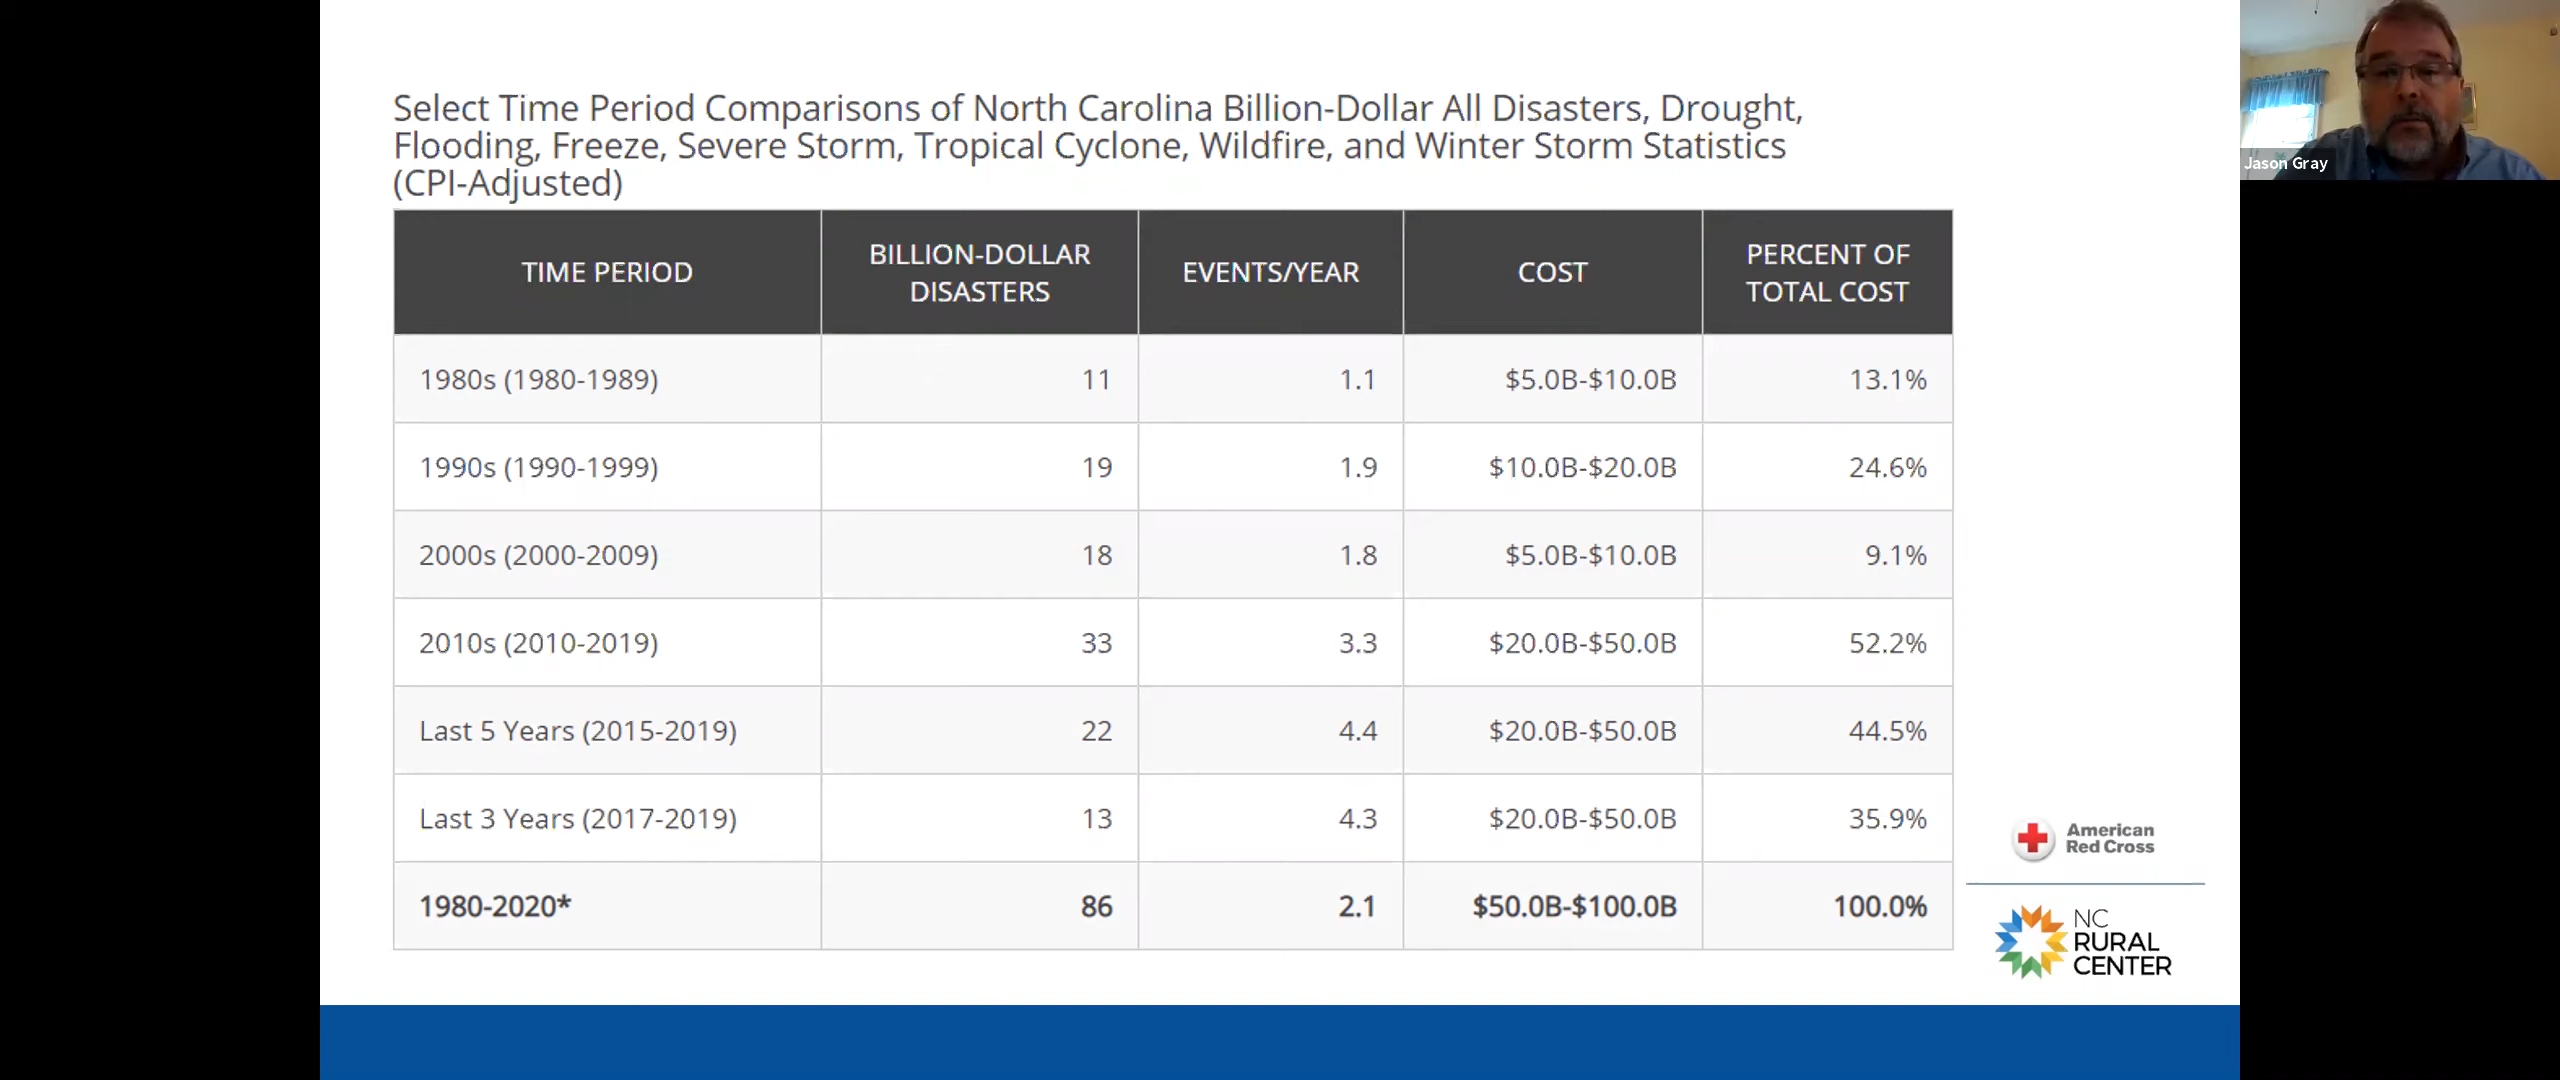 Select Time Period Comparisons of North Carolina Billion-Dollar All Disasters, Drought,
Flooding, Freeze, Severe Storm, Tropical Cyclone, Wildfire, and Winter Storm Statistics
(CPI-Adjusted)
TIME PERIOD BILLION-DOLLAR DISASTERS EVENTS/YEAR COST PERCENT OF TOTAL COST
1980s (1980-1989) 11 1.1 $5.0B-$10.0B 13.1%
1990s (1990-1999) 19 1.9 $10.0B-$20.0B 24.6%
2000s (2000-2009) 18 1.8 $5.0B-$10.0B 9.1%
2010s (2010-2019) 33 3.3 $20.0B-$50.0B 52.2%
Last 5 Years (2015-2019) 22 4.4 $20.0B-$50.0B 44.5%
Last 3 Years (2017-2019) 13 4.3 $20.0B-$50.0B 35.9%
1980-2020* 86 2.1 $50.0B-$100.0B 100.0%
American
Red Cross
NC
RURAL
CENTER
Jason Gray